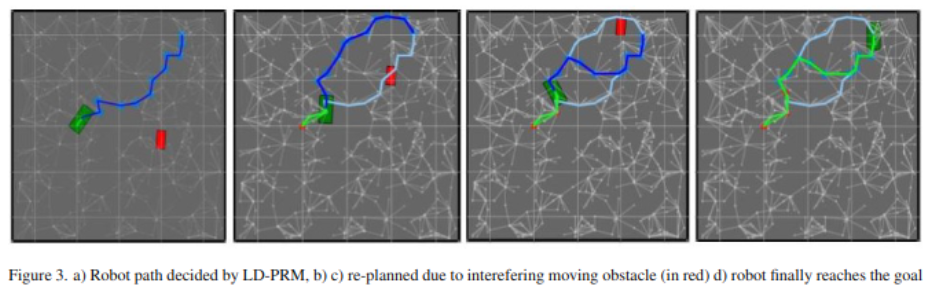 Figure 3. a) Robot path decided by LD-PRM, b) c) re-planned due to interefering moving obstacle (in red) d) robot finally reaches the goal